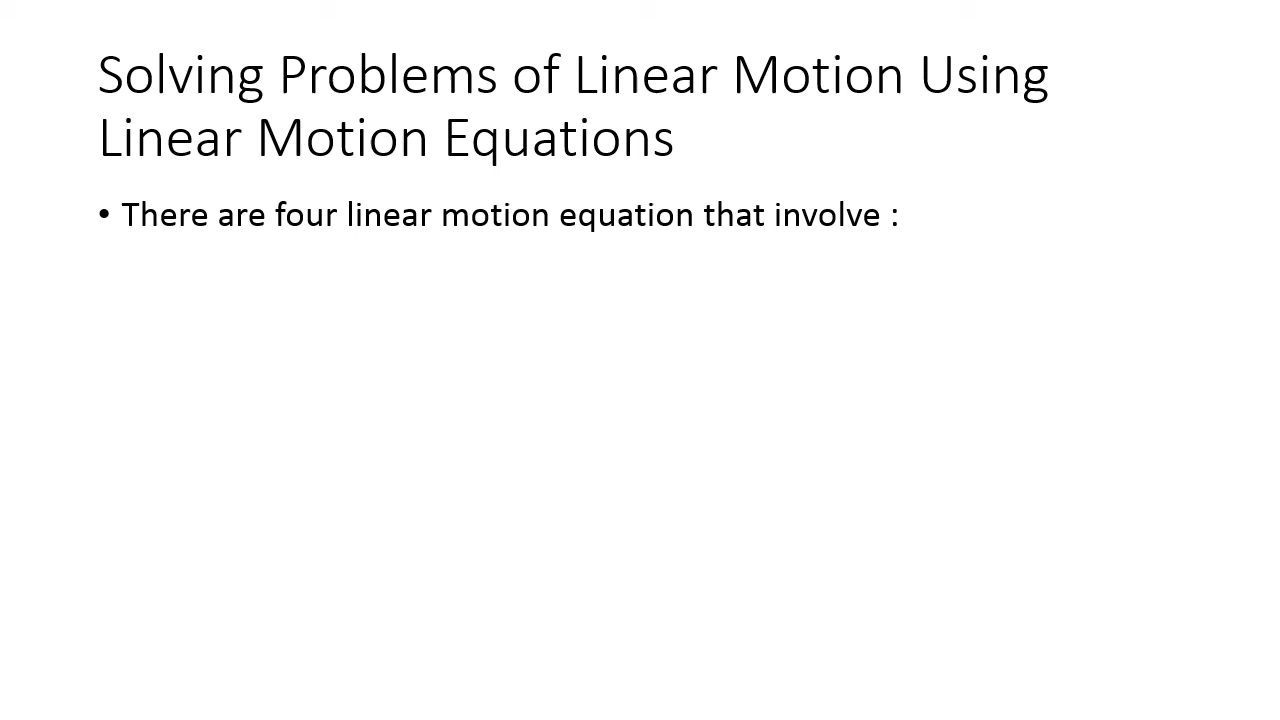 Solving Problems of Linear Motion Using
Linear Motion Equations
• There are four linear motion equation that involve :